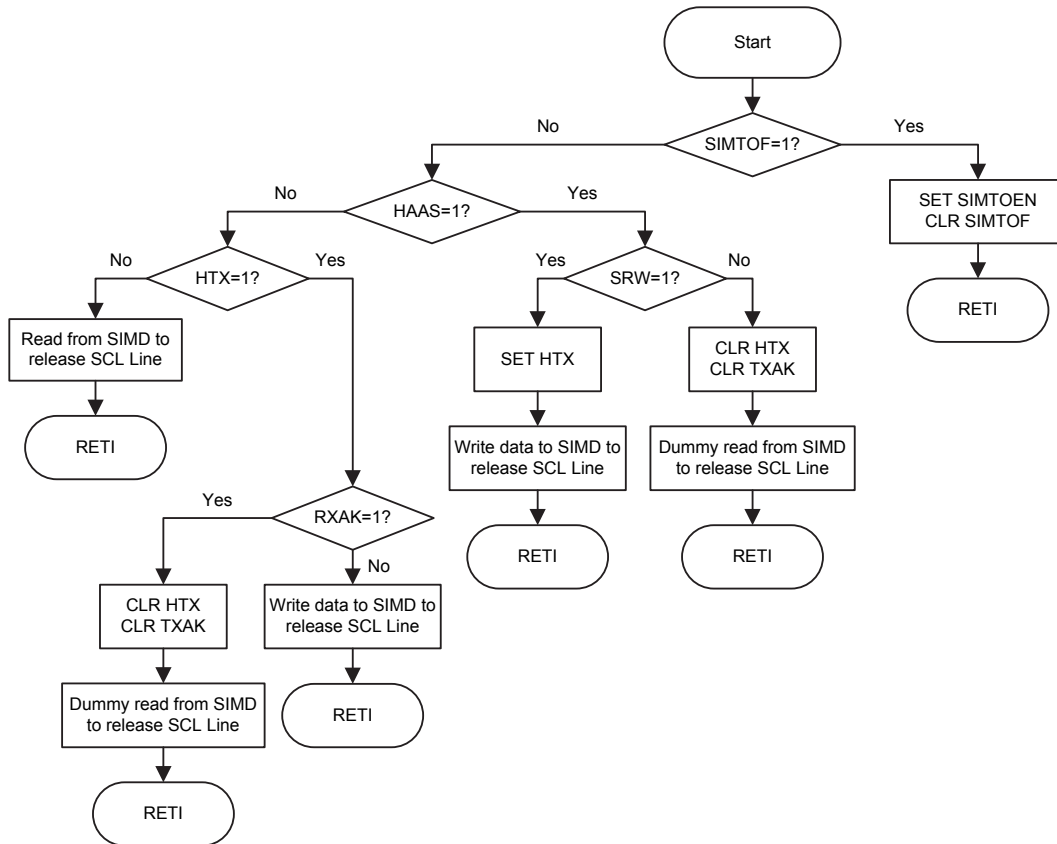 Start
No
SIMTOF=1?
Yes
No
HAAS=1?
Yes
SET SIMTOEN
CLR SIMTOF
No
HTX=1?
Yes
Yes
SRW=1?
No
RETI
Read from SIMD to
release SCL Line
SET HTX
CLR HTX
CLR TXAK
RETI
Write data to SIMD to
release SCL Line
Dummy read from SIMD
to release SCL Line
Yes
RXAK=1?
No
RETI
RETI
CLR HTX
CLR TXAK
Write data to SIMD to
release SCL Line
Dummy read from SIMD
to release SCL Line
RETI
RETI